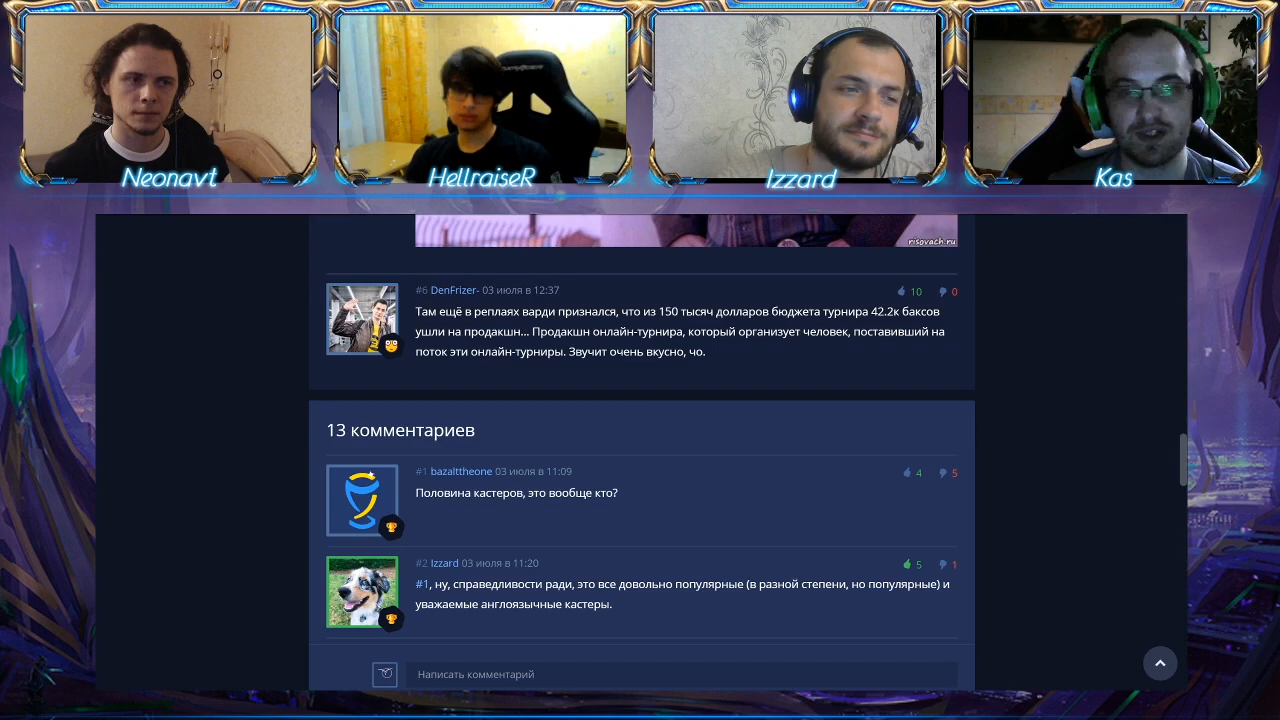 Neonavt
HellraiseR
Izzard
Kas
risovach.ru
#6 DenFrizer- 03 июля в 12:37
10
0
Там ещё в реплаях варди признался, что из 150 тысяч долларов бюджета турнира 42.2к баксов
ушли на продакшн... Продакшн онлайн-турнира, который организует человек, поставивший на
поток эти онлайн-турниры. Звучит очень вкусно, чо.
13 комментариев
#1 bazalttheone 03 июля в 11:09
4
5
Половина кастеров, это вообще кто?
#2 Izzard 03 июля в 11:20
5
1
#1, ну, справедливости ради, это все довольно популярные (в разной степени, но популярные) и
уважаемые англоязычные кастеры.
Написать комментарий